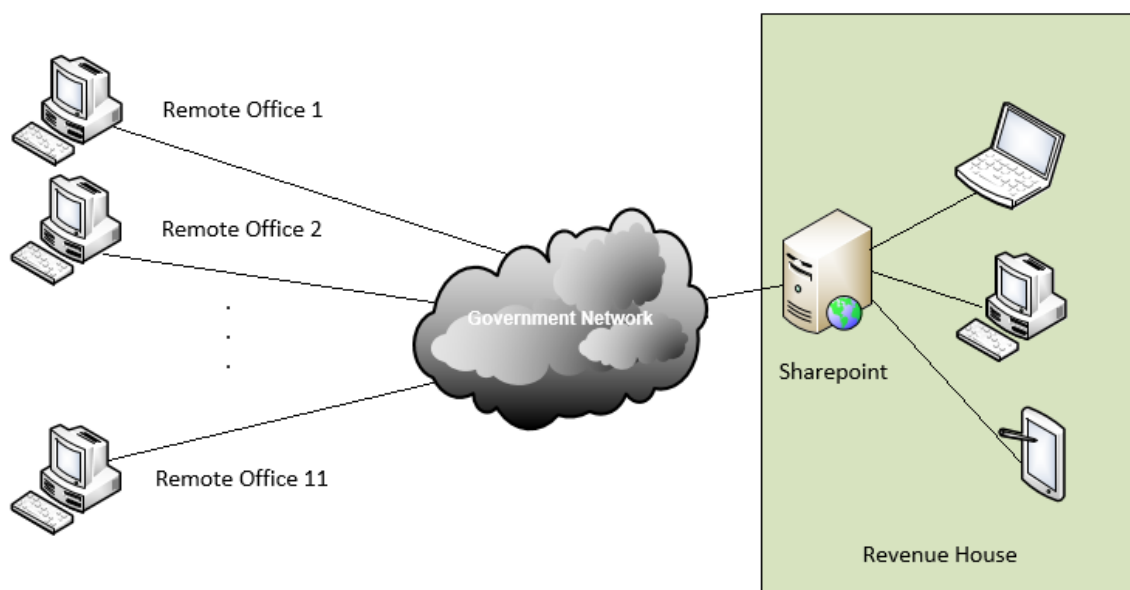 Remote Office 1
Remote Office 2
.
.
.
Remote Office 11
Government Network
Sharepoint
Revenue House